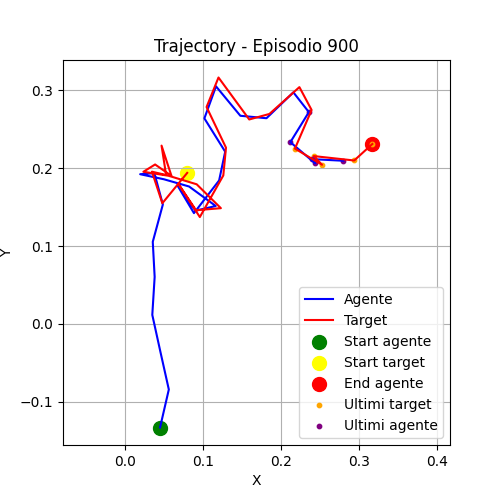 Trajectory - Episodio 900
Y
0.3
0.2
0.1
0.0
−0.1
0.0
0.1
0.2
0.3
0.4
X
Agente
Target
Start agente
Start target
End agente
Ultimi target
Ultimi agente